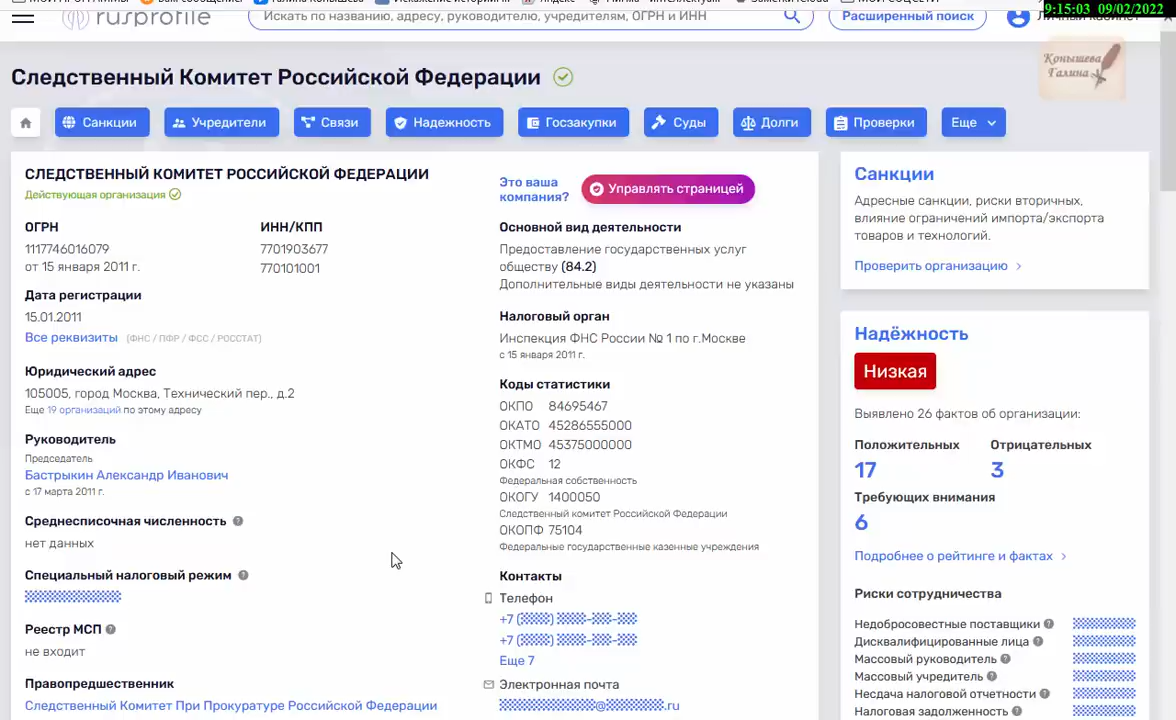 9:15:03 09/02/2022
rusprofile
Искать по названию, адресу, руководителю, учредителям, ОГРН и ИНН
Расширенный поиск
Личный кабинет
Следственный Комитет Российской Федерации
Конышева
Галина
Санкции
Учредители
Связи
Надежность
Госзакупки
Суды
Долги
Проверки
Еще
СЛЕДСТВЕННЫЙ КОМИТЕТ РОССИЙСКОЙ ФЕДЕРАЦИИ
Действующая организация
ОГРН
1117746016079
от 15 января 2011 г.
ИНН/КПП
7701903677
770101001
Дата регистрации
15.01.2011
Все реквизиты (ФНС / ПФР / ФСС / РОССТАТ)
Юридический адрес
105005, город Москва, Технический пер., д.2
Еще 19 организаций по этому адресу
Руководитель
Председатель
Бастрыкин Александр Иванович
с 17 марта 2011 г.
Среднесписочная численность
нет данных
Специальный налоговый режим
Реестр МСП
не входит
Правопредшественник
Следственный Комитет При Прокуратуре Российской Федерации
Это ваша
компания?
Управлять страницей
Основной вид деятельности
Предоставление государственных услуг
обществу (84.2)
Дополнительные виды деятельности не указаны
Налоговый орган
Инспекция ФНС России № 1 по г.Москве
с 15 января 2011 г.
Коды статистики
ОКПО 84695467
ОКАТО 45286555000
ОКТМО 45375000000
ОКФС 12
Федеральная собственность
ОКОГУ 1400050
Следственный комитет Российской Федерации
ОКОПФ 75104
Федеральные государственные казенные учреждения
Контакты
Телефон
+7 (
+7 (
Еще 7
Электронная почта
@ .ru
Санкции
Адресные санкции, риски вторичных,
влияние ограничений импорта/экспорта
товаров и технологий.
Проверить организацию
Надёжность
Низкая
Выявлено 26 фактов об организации:
Положительных
17
Отрицательных
3
Требующих внимания
6
Подробнее о рейтинге и фактах
Риски сотрудничества
Недобросовестные поставщики
Дисквалифицированные лица
Массовый руководитель
Массовый учредитель
Несдача налоговой отчетности
Налоговая задолженность